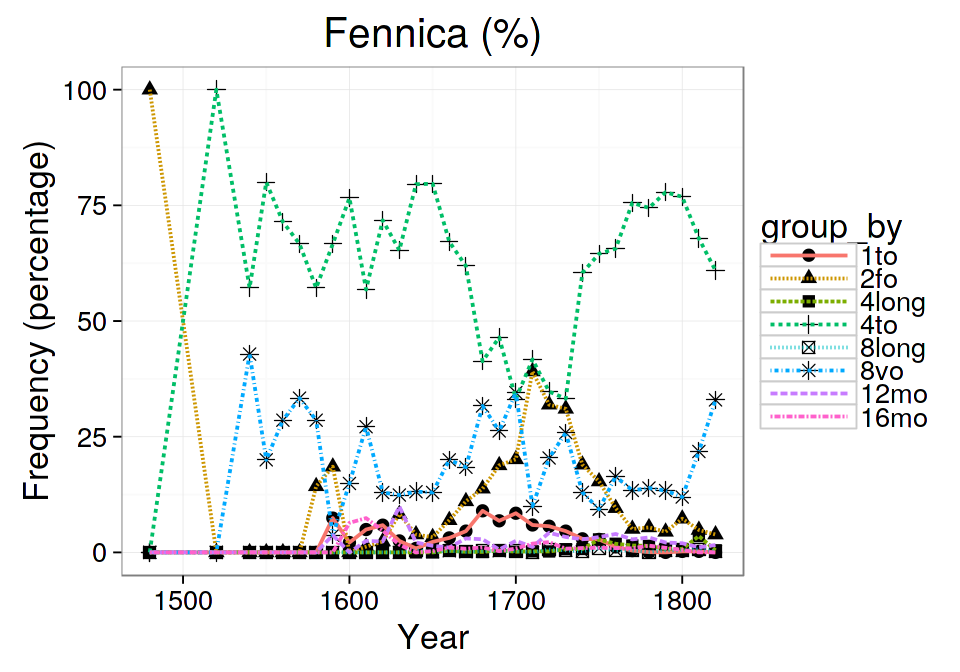 Fennica (%)
Frequency (percentage)
100
75
50
25
0
1500 1600 1700 1800
Year
group_by
1to
2fo
4long
4to
8long
8vo
12mo
16mo